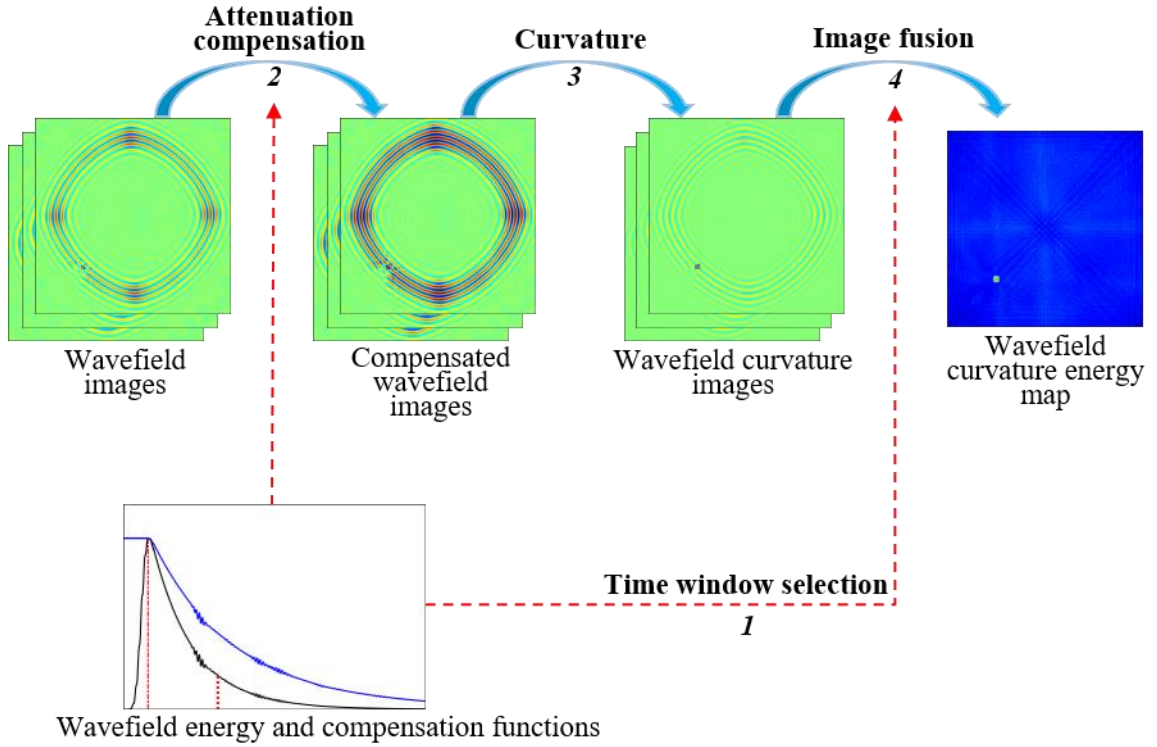 Attenuation
compensation
2
Curvature
3
Image fusion
4
Wavefield
images
Compensated
wavefield
images
Wavefield curvature
images
Wavefield
curvature energy
map
Time window selection
1
Wavefield energy and compensation functions